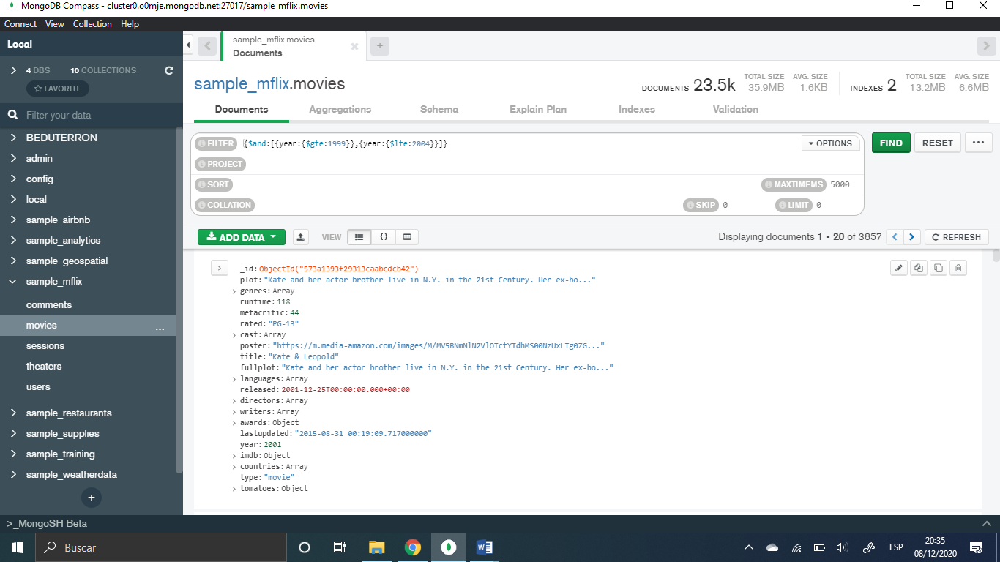 MongoDB Compass - cluster0.o0mje.mongodb.net:27017/sample_mflix.movies
Connect View Collection Help
Local
4 DBS 10 COLLECTIONS
FAVORITE
Filter your data
BEDUTERRON
admin
config
local
sample_airbnb
sample_analytics
sample_geospatial
sample_mflix
comments
movies ...
sessions
theaters
users
sample_restaurants
sample_supplies
sample_training
sample_weatherdata
+
sample_mflix.movies
Documents
+
sample_mflix.movies
DOCUMENTS 23.5k TOTAL SIZE 35.9MB AVG. SIZE 1.6KB INDEXES 2 TOTAL SIZE 13.2MB AVG. SIZE 6.6MB
Documents Aggregations Schema Explain Plan Indexes Validation
FILTER {$and:[{year:{$gte:1999}},{year:{$lte:2004}}]} OPTIONS FIND RESET ...
PROJECT
SORT MAXTIMEMS 5000
COLLATION SKIP 0 LIMIT 0
ADD DATA VIEW {} Displaying documents 1 - 20 of 3857 REFRESH
_id: ObjectId("573a1393f29313caabcdcb42")
plot: "Kate and her actor brother live in N.Y. in the 21st Century. Her ex-bo..."
genres: Array
runtime: 118
metacritic: 44
rated: "PG-13"
cast: Array
poster: "https://m.media-amazon.com/images/M/MV5BNmNlN2VlOTctYTdhMS00NzUxLTg0ZG..."
title: "Kate & Leopold"
fullplot: "Kate and her actor brother live in N.Y. in the 21st Century. Her ex-bo..."
languages: Array
released: 2001-12-25T00:00:00.000+00:00
directors: Array
writers: Array
awards: Object
lastupdated: "2015-08-31 00:19:09.717000000"
year: 2001
imdb: Object
countries: Array
type: "movie"
tomatoes: Object
>_MongoSH Beta
Buscar
ESP
20:35
08/12/2020